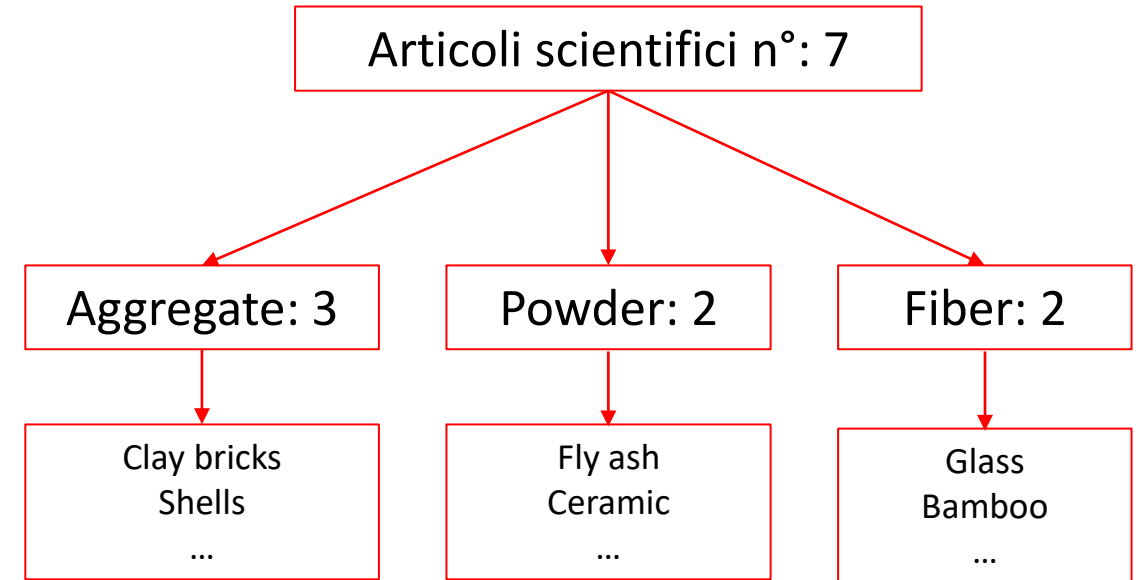 Articoli scientifici n°: 7
Aggregate: 3
Powder: 2
Fiber: 2
Clay bricks
Shells
...
Fly ash
Ceramic
...
Glass
Bamboo
...